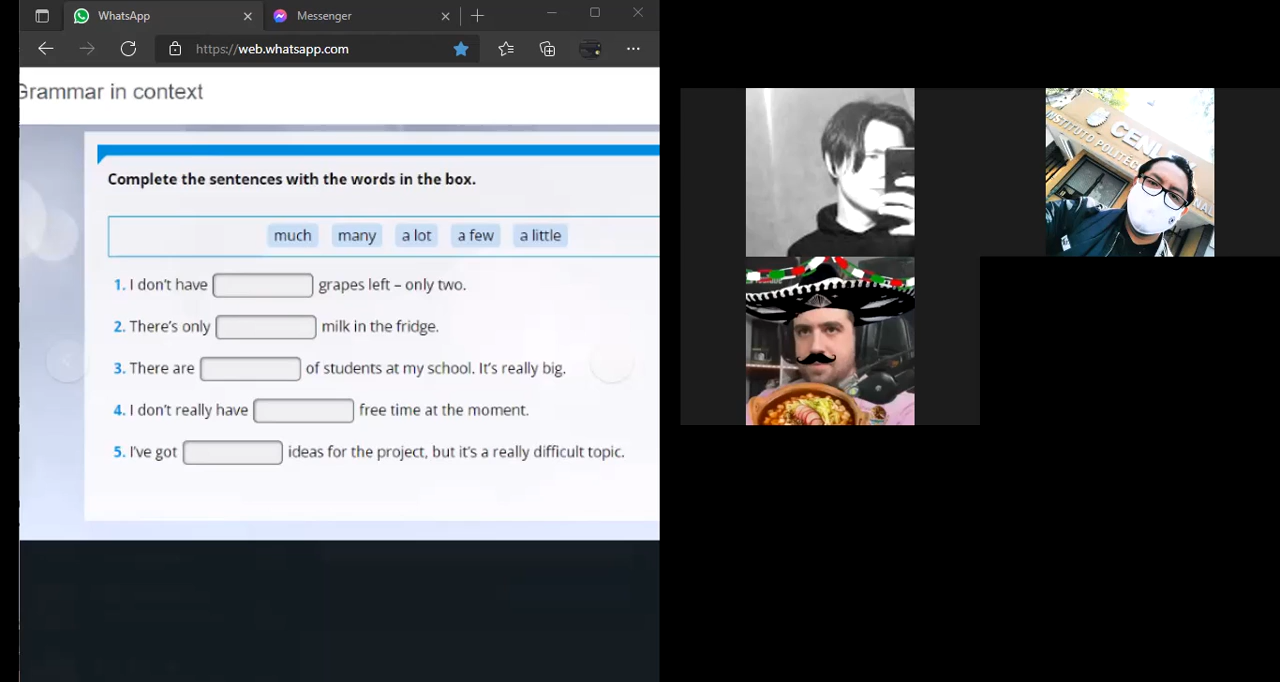 WhatsApp
Messenger
https://web.whatsapp.com
Grammar in context
Complete the sentences with the words in the box.
much many a lot a few a little
1. I don't have grapes left – only two.
2. There's only milk in the fridge.
3. There are of students at my school. It's really big.
4. I don't really have free time at the moment.
5. I've got ideas for the project, but it's a really difficult topic.
INSTITUTO